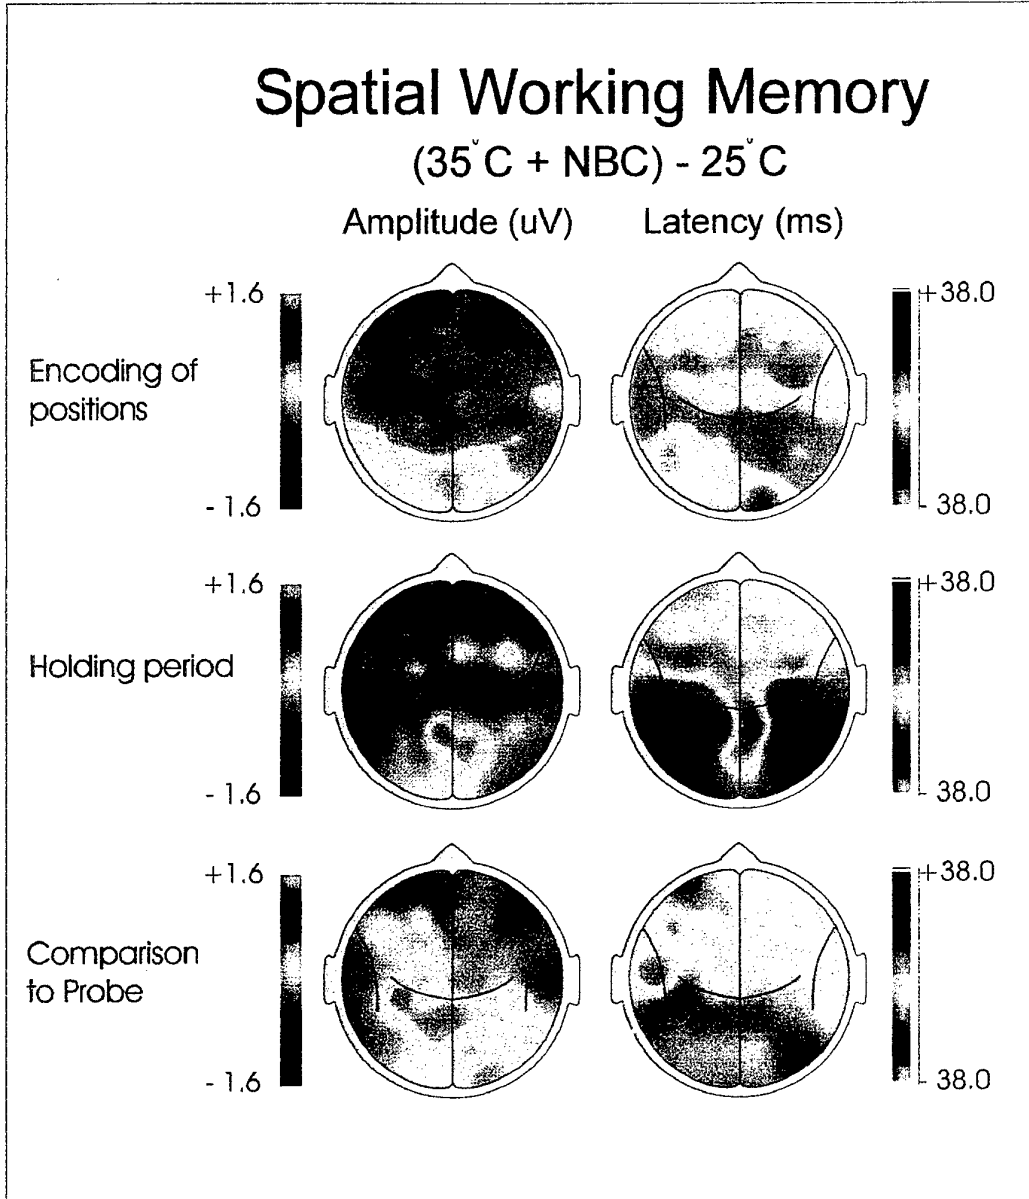 Spatial Working Memory
(35°C + NBC) - 25°C
Amplitude (uV) Latency (ms)
+1.6 +38.0
Encoding of
positions
- 1.6 - 38.0
+1.6 +38.0
Holding period
- 1.6 - 38.0
+1.6 +38.0
Comparison
to Probe
- 1.6 - 38.0